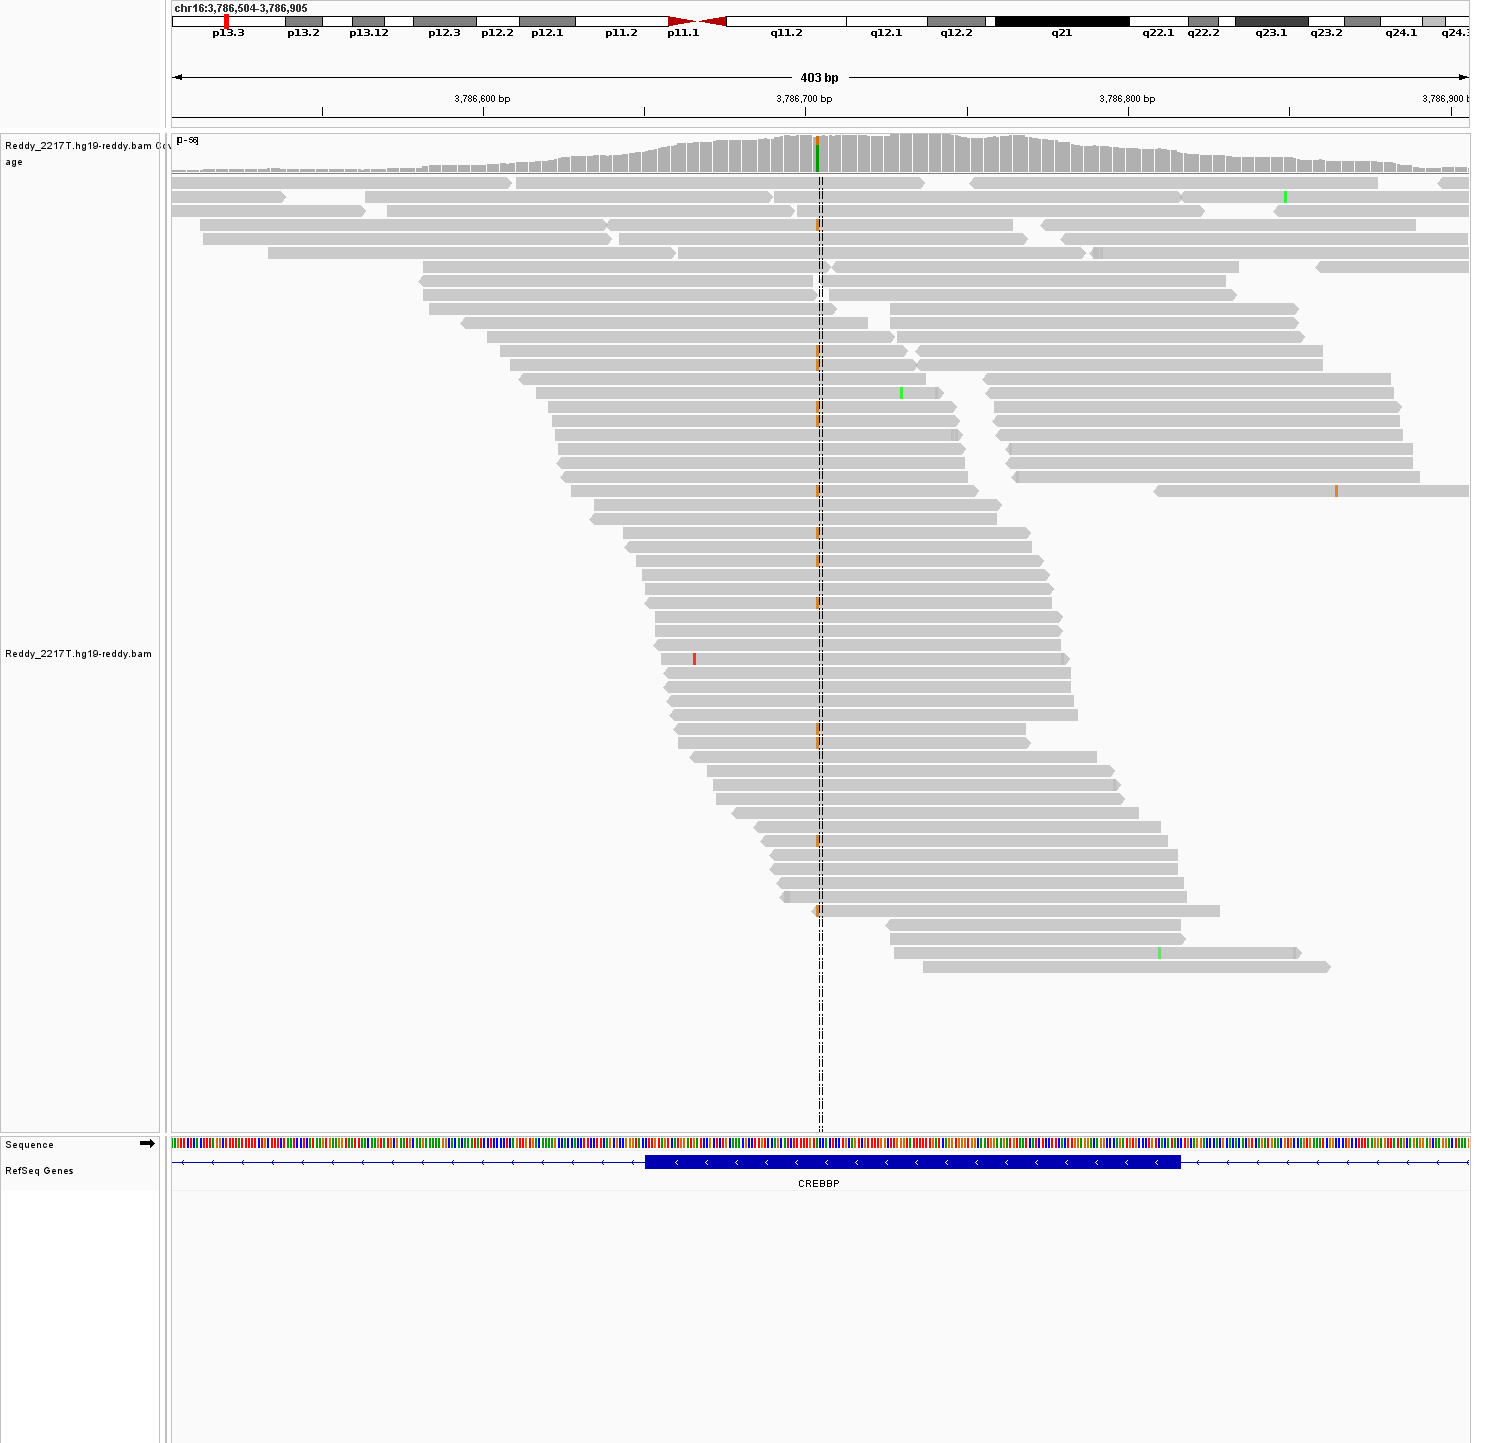 chr16:3,786,504-3,786,905
p13.3 p13.2 p13.12 p12.3 p12.2 p12.1 p11.2 p11.1 q11.2 q12.1 q12.2 q21 q22.1 q22.2 q23.1 q23.2 q24.1 q24.3
403 bp
3,786,600 bp 3,786,700 bp 3,786,800 bp 3,786,900 b
Reddy_2217T.hg19-reddy.bam Cov
age
Reddy_2217T.hg19-reddy.bam
Sequence
RefSeq Genes
CREBBP